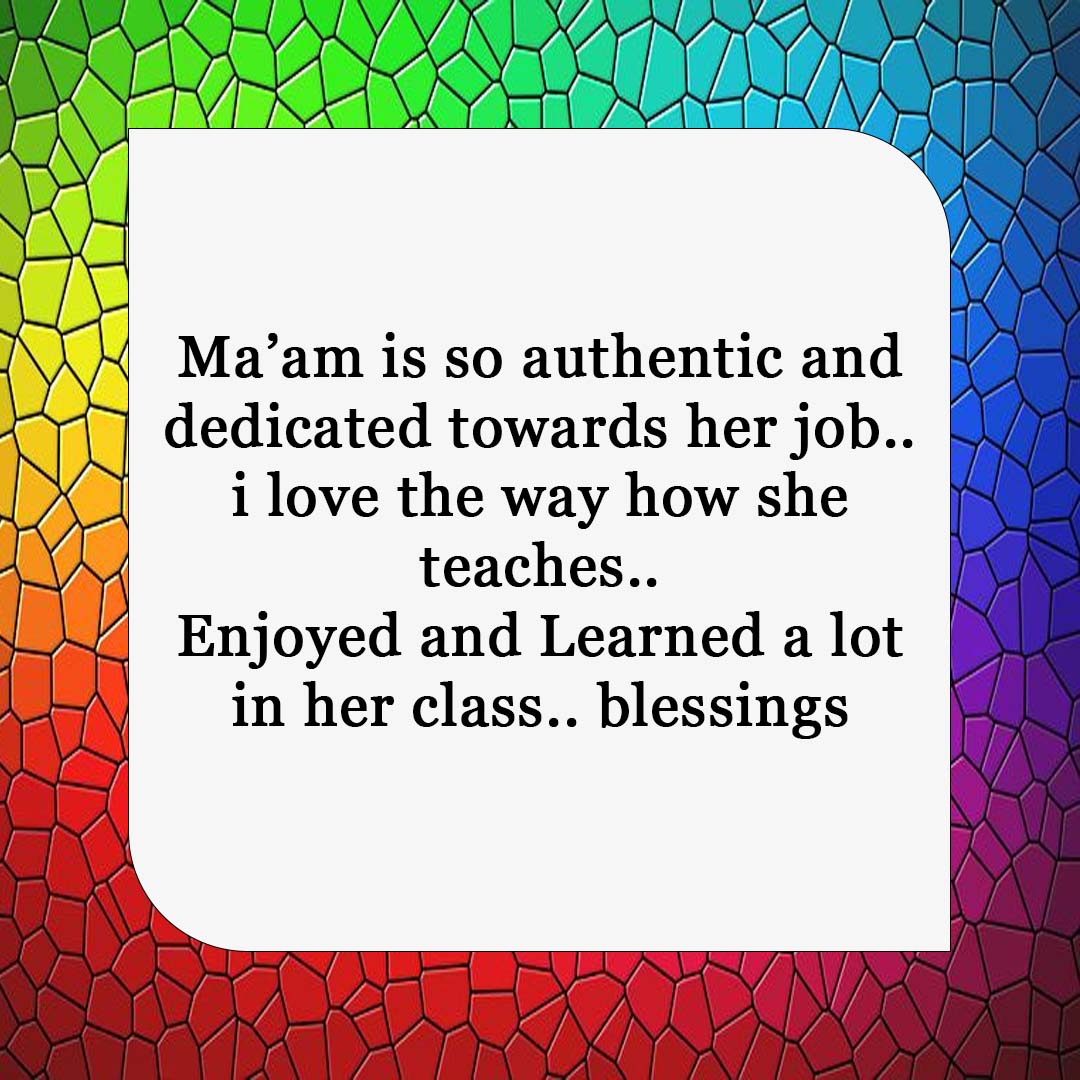 Ma’am is so authentic and
dedicated towards her job..
i love the way how she
teaches..
Enjoyed and Learned a lot
in her class.. blessings